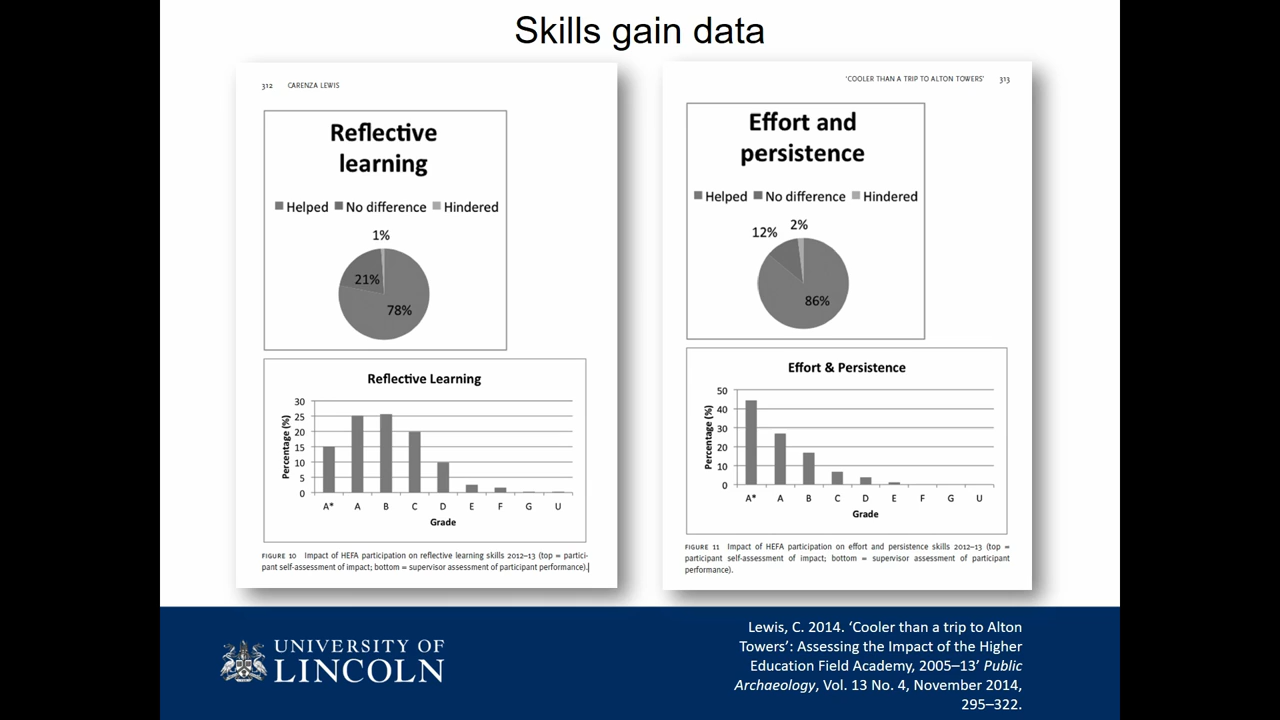 Skills gain data
312 CARENZA LEWIS
Reflective
learning
Helped No difference Hindered
1%
21%
78%
Reflective Learning
Percentage (%)
30
25
20
15
10
5
0
A* A B C D E F G U
Grade
FIGURE 10 Impact of HEFA participation on reflective learning skills 2012–13 (top = partici-
pant self-assessment of impact; bottom = supervisor assessment of participant performance).
'COOLER THAN A TRIP TO ALTON TOWERS' 313
Effort and
persistence
Helped No difference Hindered
12% 2%
86%
Effort & Persistence
Percentage (%)
50
40
30
20
10
0
A* A B C D E F G U
Grade
FIGURE 11 Impact of HEFA participation on effort and persistence skills 2012–13 (top =
participant self-assessment of impact; bottom = supervisor assessment of participant
performance).
UNIVERSITY OF
LINCOLN
Lewis, C. 2014. ‘Cooler than a trip to Alton
Towers’: Assessing the Impact of the Higher
Education Field Academy, 2005–13’ Public
Archaeology, Vol. 13 No. 4, November 2014,
295–322.